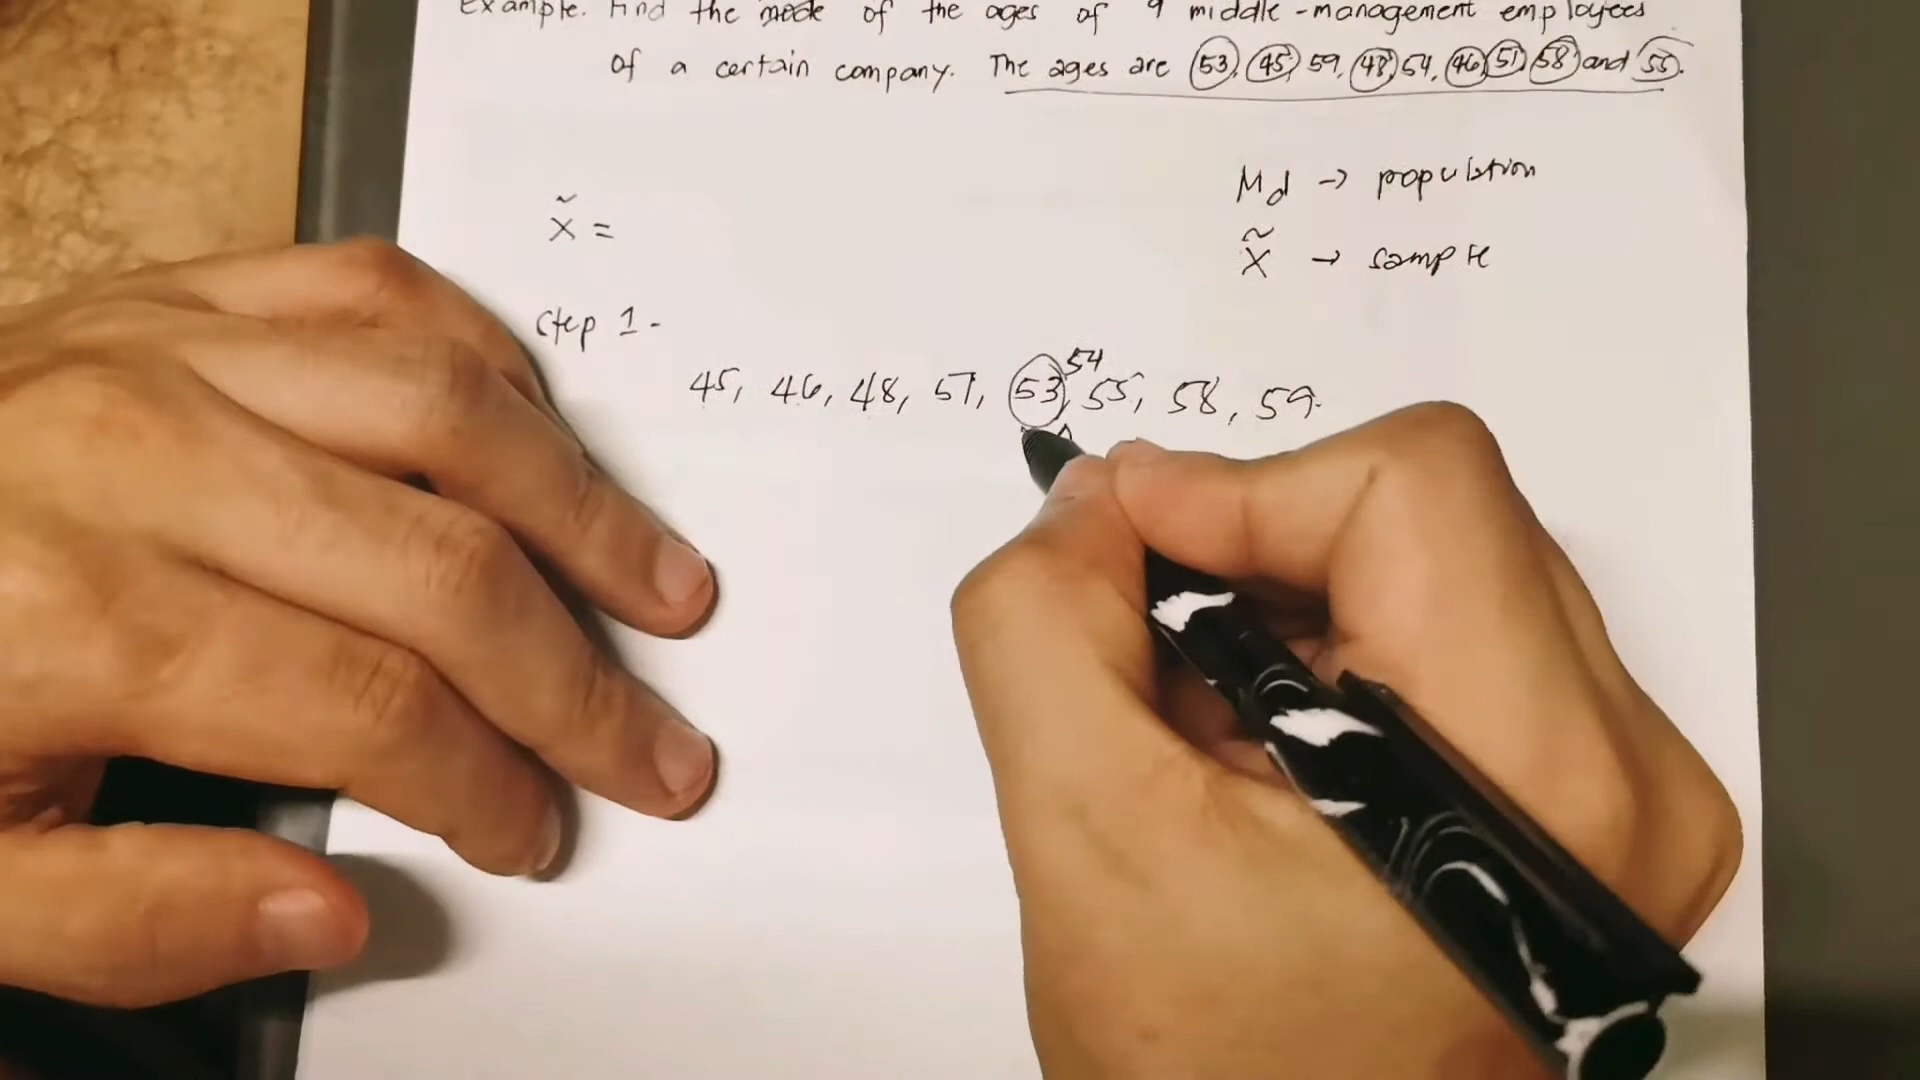 Example. Find the mode of the ages of 9 middle-management employees
of a certain company. The ages are 53, 45, 59, 48, 54, 46, 51, 58 and 55.
Md → population
x̃ =
x̃ → sample
Step 1 -
54
45, 46, 48, 51, 53, 55, 58, 59.